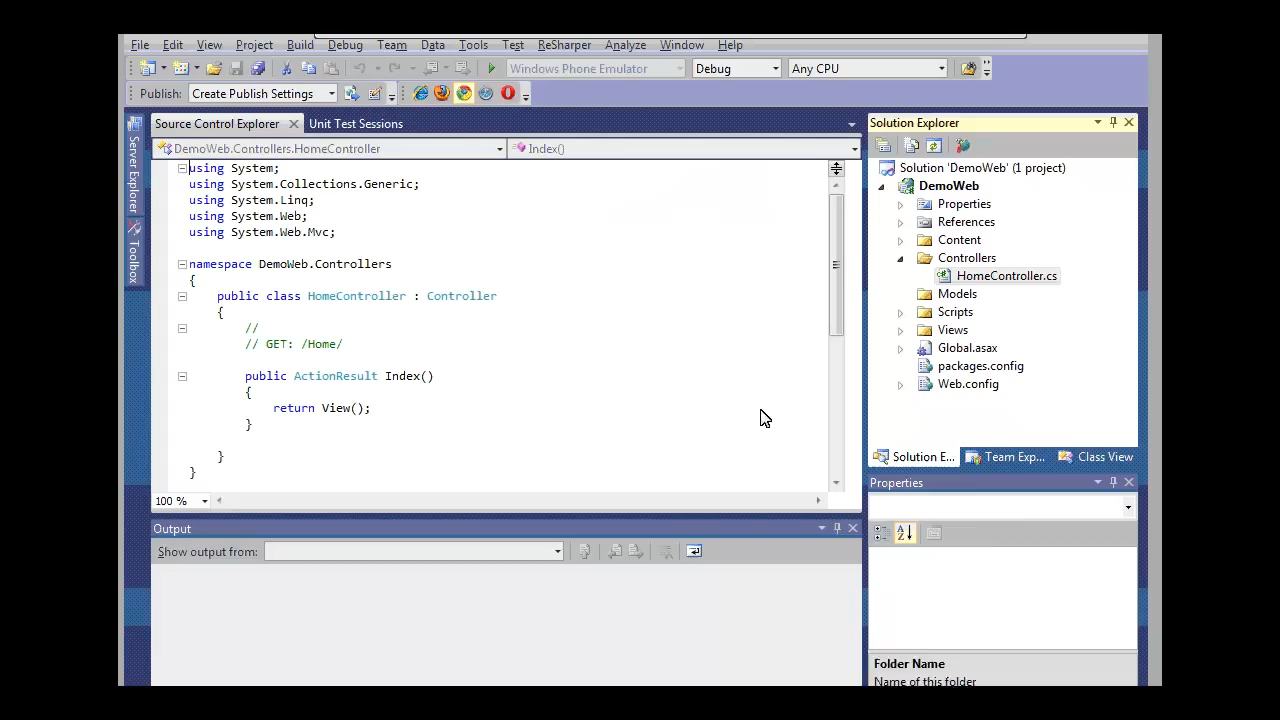 File Edit View Project Build Debug Team Data Tools Test ReSharper Analyze Window Help
Windows Phone Emulator Debug Any CPU
Publish: Create Publish Settings
Source Control Explorer Unit Test Sessions
DemoWeb.Controllers.HomeController Index()
Server Explorer
Toolbox
using System;
using System.Collections.Generic;
using System.Linq;
using System.Web;
using System.Web.Mvc;
namespace DemoWeb.Controllers
{
public class HomeController : Controller
{
//
// GET: /Home/
public ActionResult Index()
{
return View();
}
}
}
100 %
Output
Show output from:
Solution Explorer
Solution 'DemoWeb' (1 project)
DemoWeb
Properties
References
Content
Controllers
HomeController.cs
Models
Scripts
Views
Global.asax
packages.config
Web.config
Solution E... Team Exp... Class View
Properties
Folder Name
Name of this folder